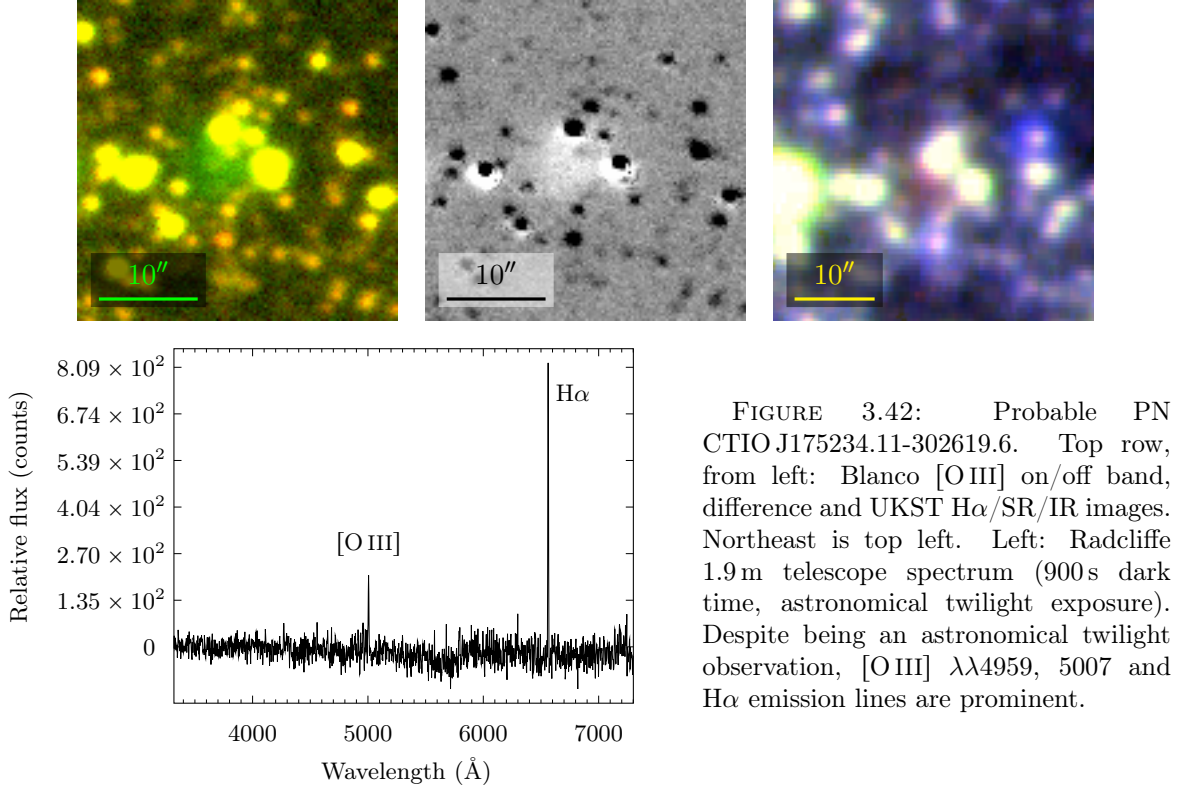 10″
10″
10″
8.09 × 10²
6.74 × 10²
5.39 × 10²
4.04 × 10²
2.70 × 10²
1.35 × 10²
0
Relative flux (counts)
[O III]
Hα
4000 5000 6000 7000
Wavelength (Å)
FIGURE 3.42: Probable PN
CTIO J175234.11-302619.6. Top row,
from left: Blanco [O III] on/off band,
difference and UKST Hα/SR/IR images.
Northeast is top left. Left: Radcliffe
1.9 m telescope spectrum (900 s dark
time, astronomical twilight exposure).
Despite being an astronomical twilight
observation, [O III] λλ4959, 5007 and
Hα emission lines are prominent.